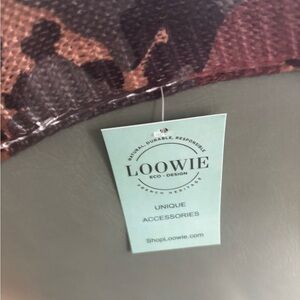 NATURAL, DURABLE, RESPONSIBLE
LOOWIE
ECO - DESIGN
FRENCH HERITAGE
UNIQUE
ACCESSORIES
ShopLoowie.com